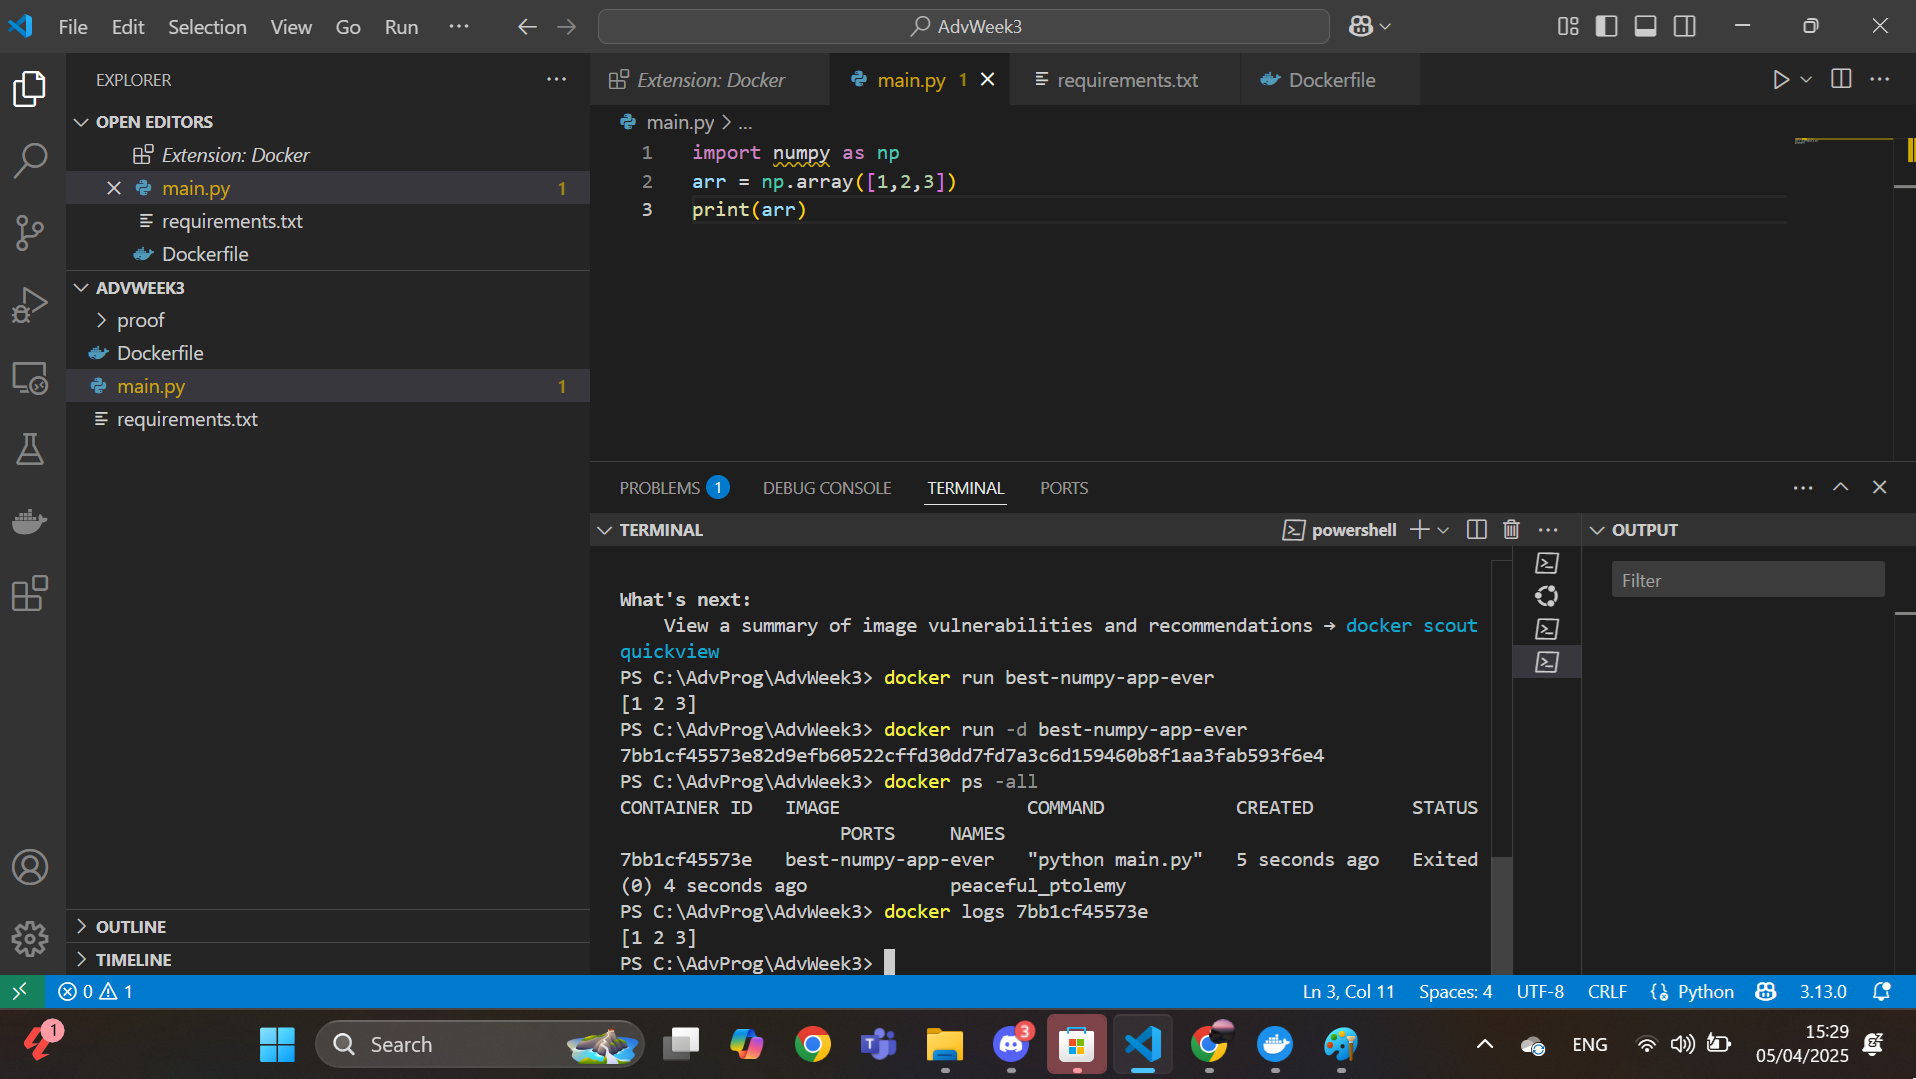 File Edit Selection View Go Run ···
AdvWeek3
EXPLORER
OPEN EDITORS
Extension: Docker
main.py 1
requirements.txt
Dockerfile
ADVWEEK3
proof
Dockerfile
main.py 1
requirements.txt
OUTLINE
TIMELINE
Extension: Docker main.py 1 requirements.txt Dockerfile
main.py > ...
1 import numpy as np
2 arr = np.array([1,2,3])
3 print(arr)
PROBLEMS 1 DEBUG CONSOLE TERMINAL PORTS
TERMINAL
powershell
OUTPUT
Filter
What's next:
View a summary of image vulnerabilities and recommendations → docker scout
quickview
PS C:\AdvProg\AdvWeek3> docker run best-numpy-app-ever
[1 2 3]
PS C:\AdvProg\AdvWeek3> docker run -d best-numpy-app-ever
7bb1cf45573e82d9efb60522cffd30dd7fd7a3c6d159460b8f1aa3fab593f6e4
PS C:\AdvProg\AdvWeek3> docker ps -all
CONTAINER ID IMAGE COMMAND CREATED STATUS
PORTS NAMES
7bb1cf45573e best-numpy-app-ever "python main.py" 5 seconds ago Exited
(0) 4 seconds ago peaceful_ptolemy
PS C:\AdvProg\AdvWeek3> docker logs 7bb1cf45573e
[1 2 3]
PS C:\AdvProg\AdvWeek3>
0 1 Ln 3, Col 11 Spaces: 4 UTF-8 CRLF Python 3.13.0
1
Search
3
ENG
15:29
05/04/2025